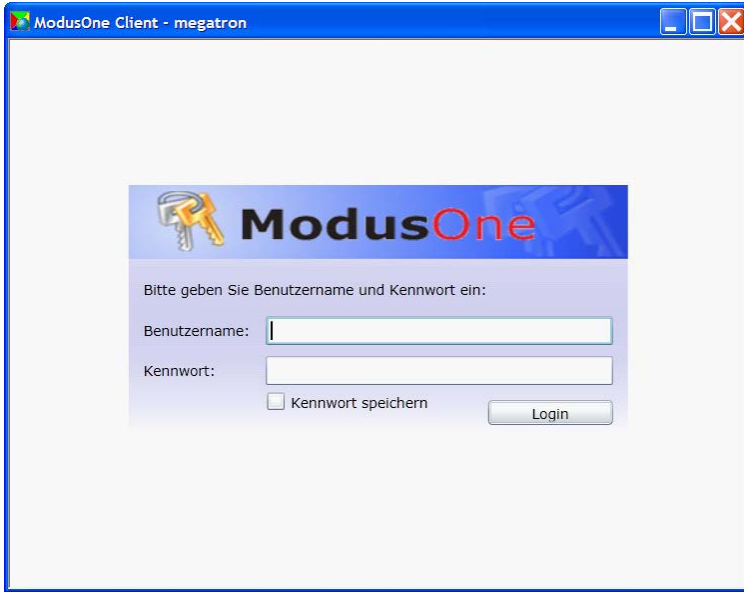 ModusOne Client - megatron
ModusOne
Bitte geben Sie Benutzername und Kennwort ein:
Benutzername:
Kennwort:
Kennwort speichern
Login